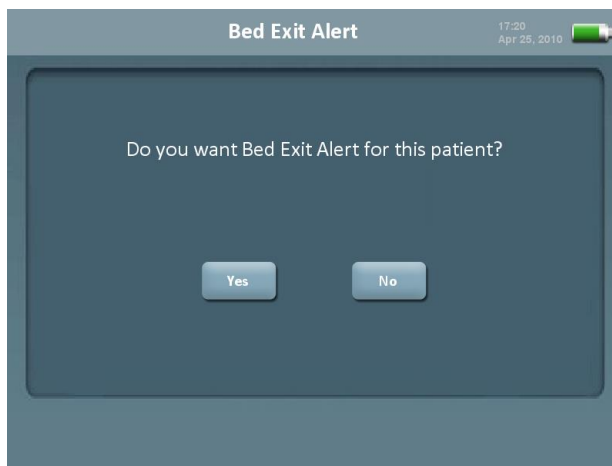 Bed Exit Alert
17:20
Apr 25, 2010
Do you want Bed Exit Alert for this patient?
Yes
No